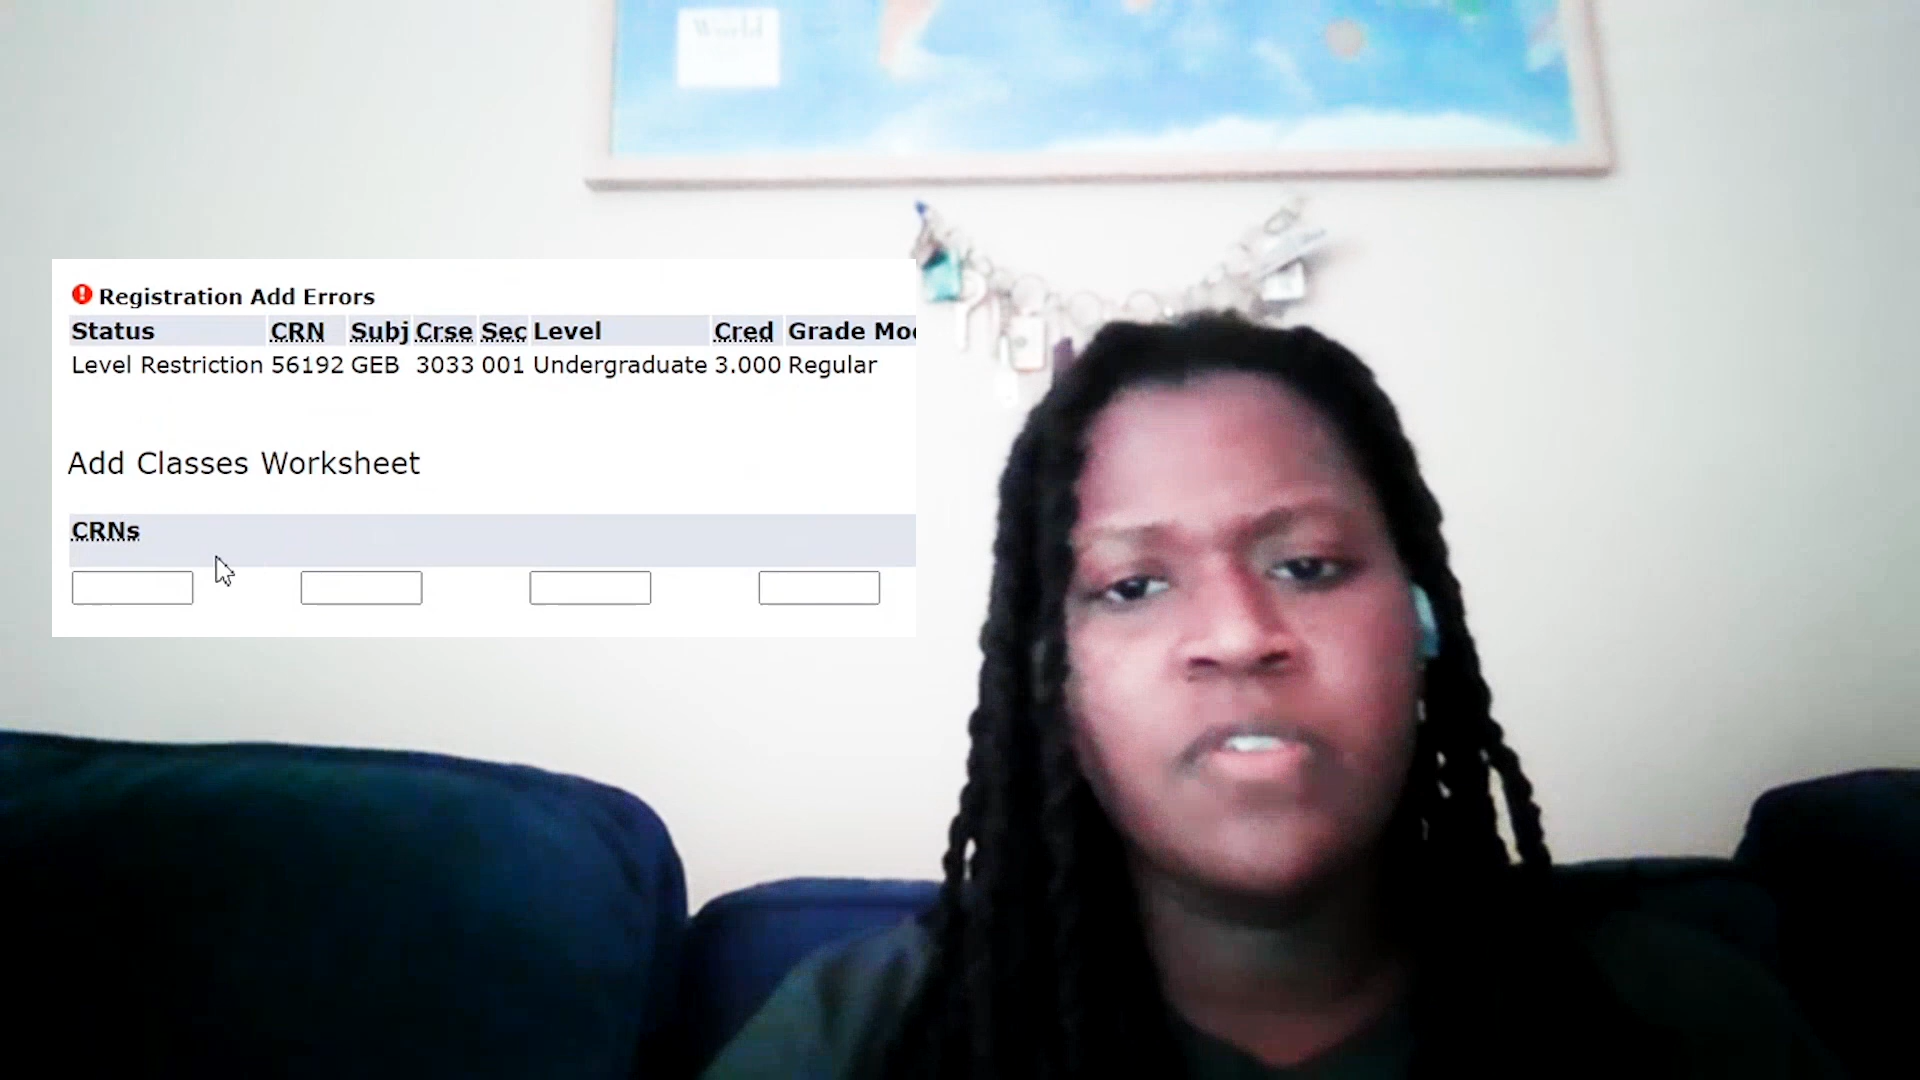 World
Registration Add Errors
Status CRN Subj Crse Sec Level Cred Grade Mo
Level Restriction 56192 GEB 3033 001 Undergraduate 3.000 Regular
Add Classes Worksheet
CRNs